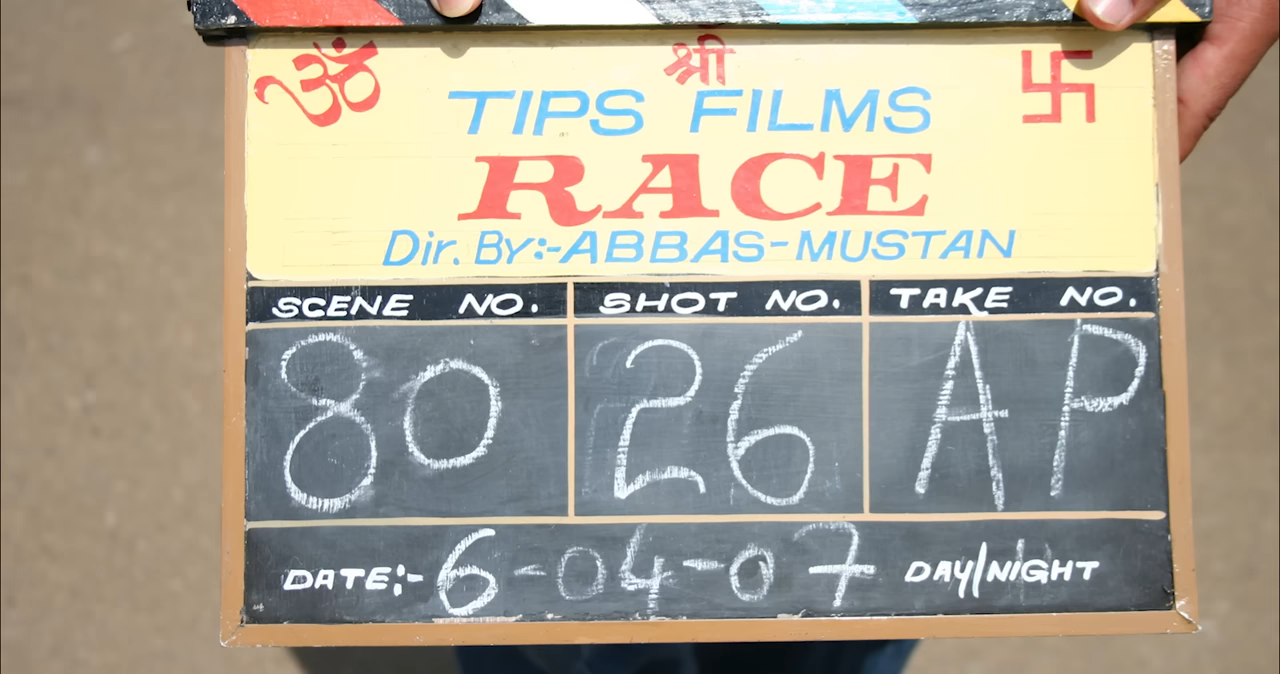 ॐ श्री 卐
TIPS FILMS
RACE
Dir. By:-ABBAS-MUSTAN
SCENE NO. SHOT NO. TAKE NO.
80 26 AP
DATE:- 6-04-07 DAY/NIGHT